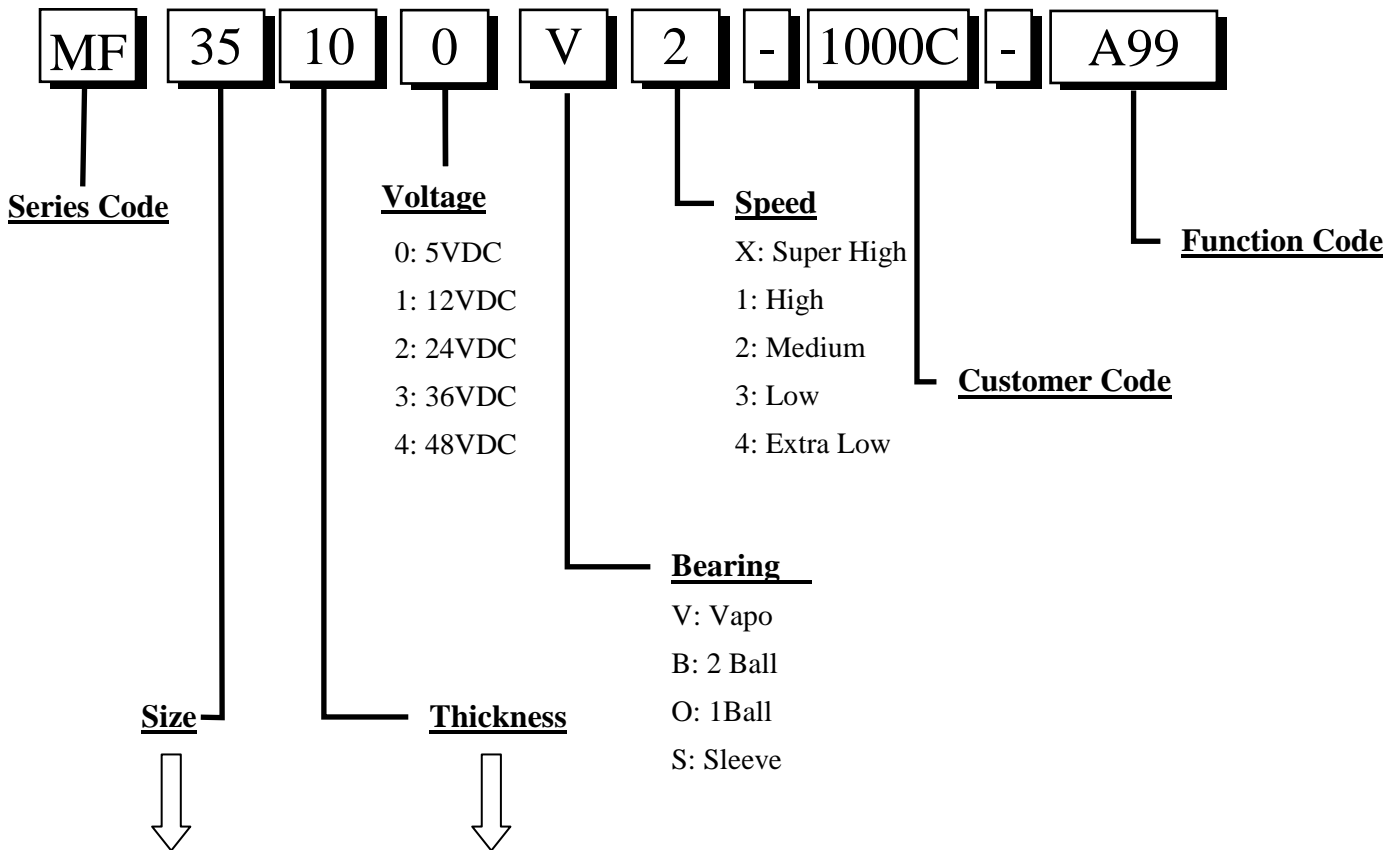 MF 35 10 0 V 2 - 1000C - A99
Series Code
Voltage
0: 5VDC
1: 12VDC
2: 24VDC
3: 36VDC
4: 48VDC
Speed
X: Super High
1: High
2: Medium
3: Low
4: Extra Low
Function Code
Customer Code
Bearing
V: Vapo
B: 2 Ball
O: 1Ball
S: Sleeve
Size
Thickness